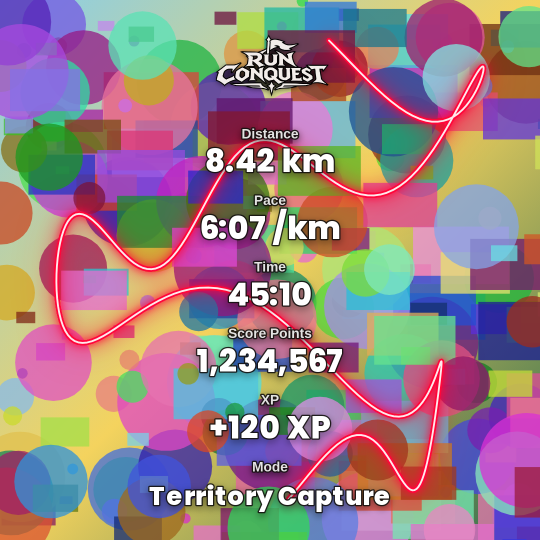 RUN
CONQUEST
Distance
8.42 km
Pace
6:07 /km
Time
45:10
Score Points
1,234,567
XP
+120 XP
Mode
Territory Capture